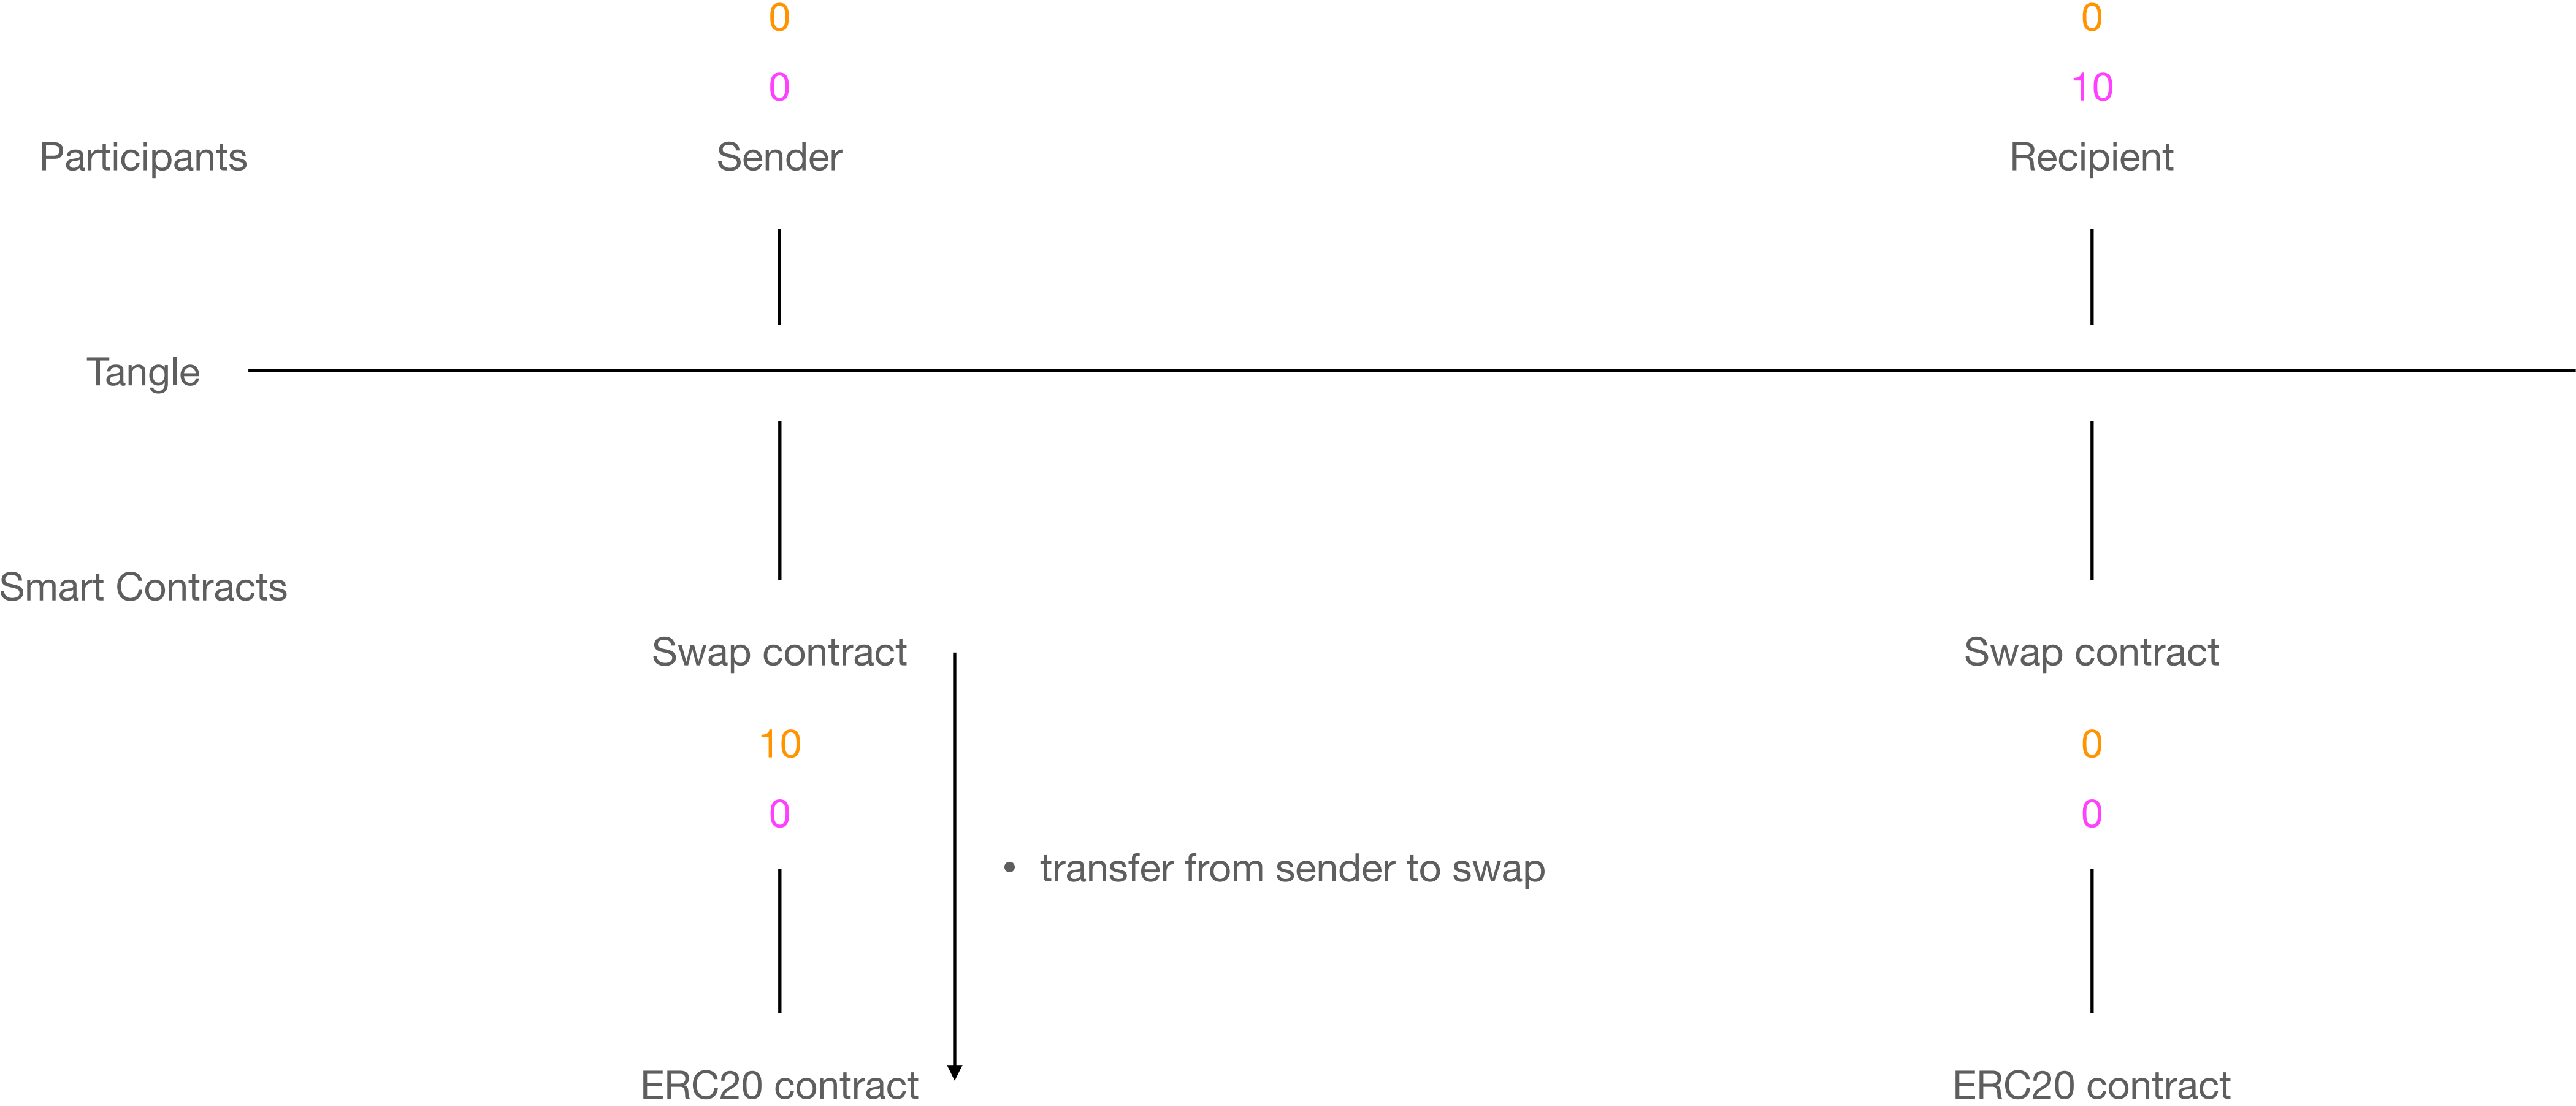 0 0
0 10
Participants Sender Recipient
Tangle
Smart Contracts
Swap contract Swap contract
10 0
0 0
• transfer from sender to swap
ERC20 contract ERC20 contract